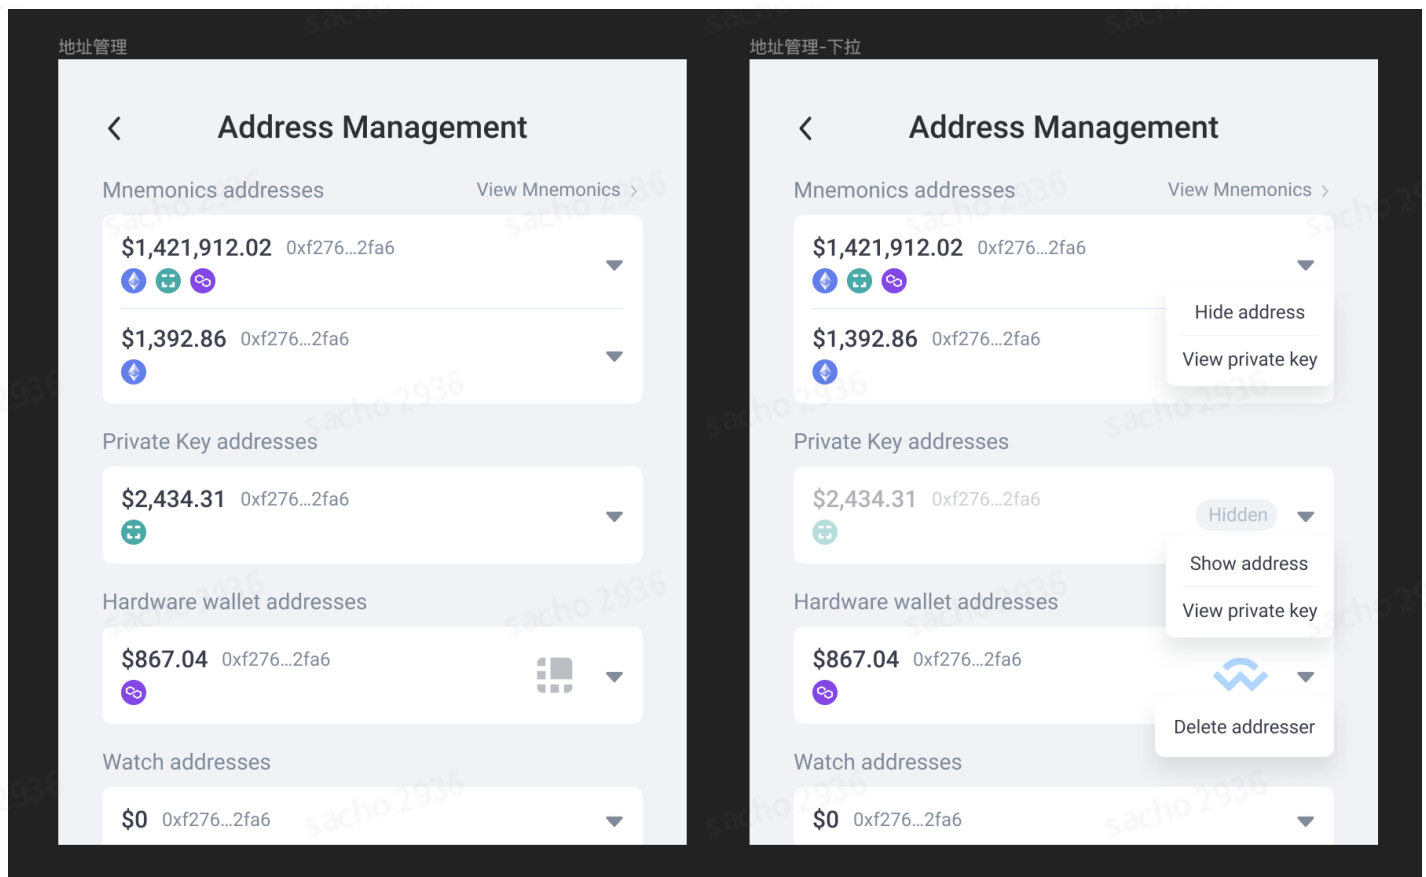 地址管理
Address Management
Mnemonics addresses
View Mnemonics
$1,421,912.02 0xf276...2fa6
$1,392.86 0xf276...2fa6
Private Key addresses
$2,434.31 0xf276...2fa6
Hardware wallet addresses
$867.04 0xf276...2fa6
Watch addresses
$0 0xf276...2fa6
地址管理-下拉
Address Management
Mnemonics addresses
View Mnemonics
$1,421,912.02 0xf276...2fa6
Hide address
$1,392.86 0xf276...2fa6
View private key
Private Key addresses
$2,434.31 0xf276...2fa6
Hidden
Show address
Hardware wallet addresses
View private key
$867.04 0xf276...2fa6
Delete addresser
Watch addresses
$0 0xf276...2fa6
sacho 2936